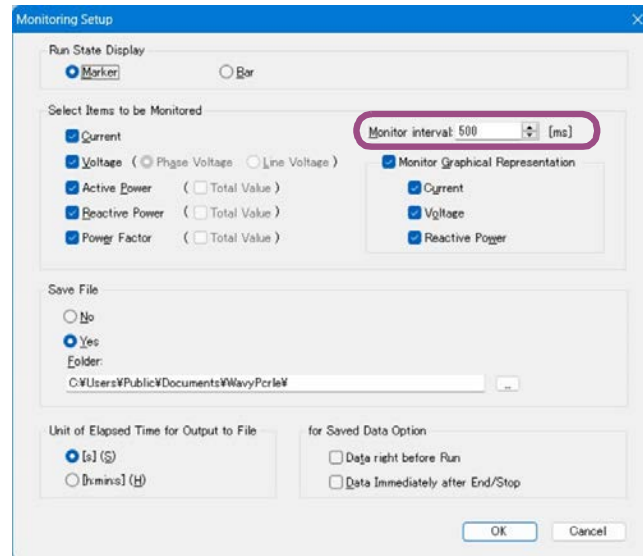 Monitoring Setup
Run State Display
Marker
Bar
Select Items to be Monitored
Monitor interval: 500 [ms]
Current
Voltage ( Phase Voltage Line Voltage )
Active Power ( Total Value )
Reactive Power ( Total Value )
Power Factor ( Total Value )
Monitor Graphical Representation
Current
Voltage
Reactive Power
Save File
No
Yes
Folder:
C:¥Users¥Public¥Documents¥WavyPcrle¥
...
Unit of Elapsed Time for Output to File
[s] (S)
[h:min:s] (H)
for Saved Data Option
Data right before Run
Data Immediately after End/Stop
OK
Cancel